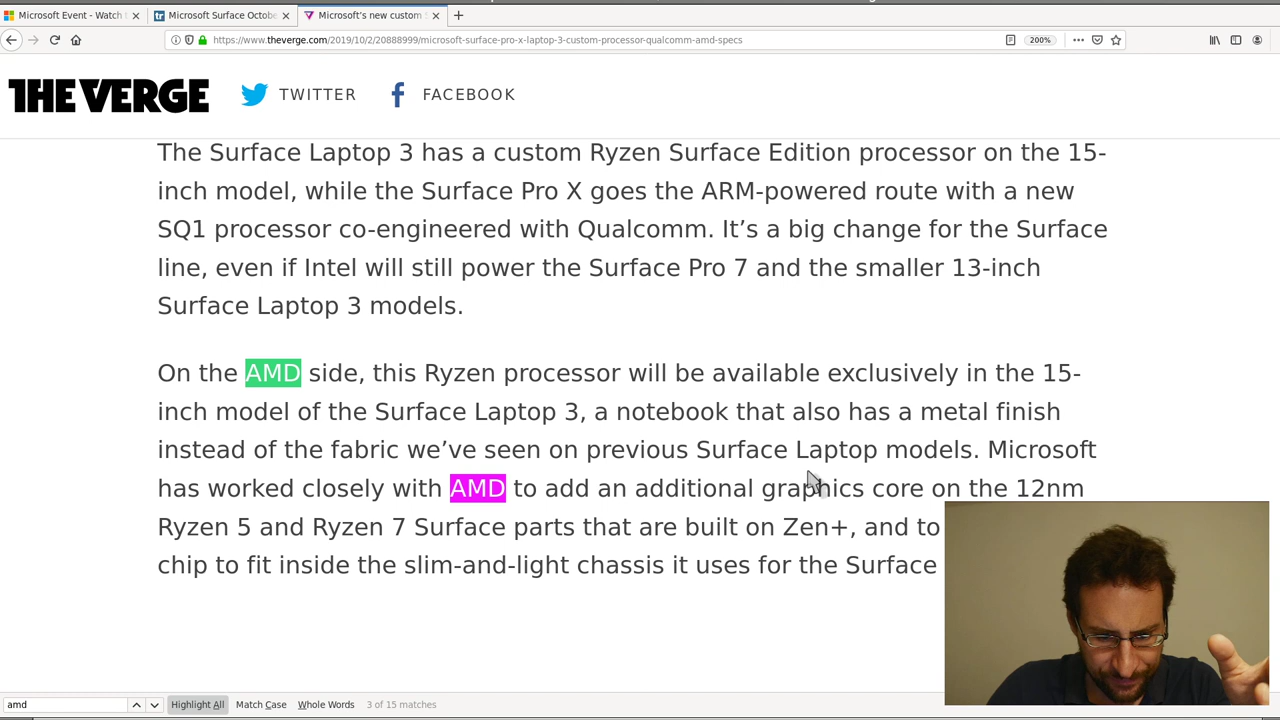 Microsoft Event - Watch
Microsoft Surface Octobe
Microsoft's new custom
https://www.theverge.com/2019/10/2/20888999/microsoft-surface-pro-x-laptop-3-custom-processor-qualcomm-amd-specs
200%
THE VERGE
TWITTER
FACEBOOK
The Surface Laptop 3 has a custom Ryzen Surface Edition processor on the 15-
inch model, while the Surface Pro X goes the ARM-powered route with a new
SQ1 processor co-engineered with Qualcomm. It’s a big change for the Surface
line, even if Intel will still power the Surface Pro 7 and the smaller 13-inch
Surface Laptop 3 models.
On the AMD side, this Ryzen processor will be available exclusively in the 15-
inch model of the Surface Laptop 3, a notebook that also has a metal finish
instead of the fabric we’ve seen on previous Surface Laptop models. Microsoft
has worked closely with AMD to add an additional graphics core on the 12nm
Ryzen 5 and Ryzen 7 Surface parts that are built on Zen+, and to
chip to fit inside the slim-and-light chassis it uses for the Surface
amd
Highlight All
Match Case
Whole Words
3 of 15 matches